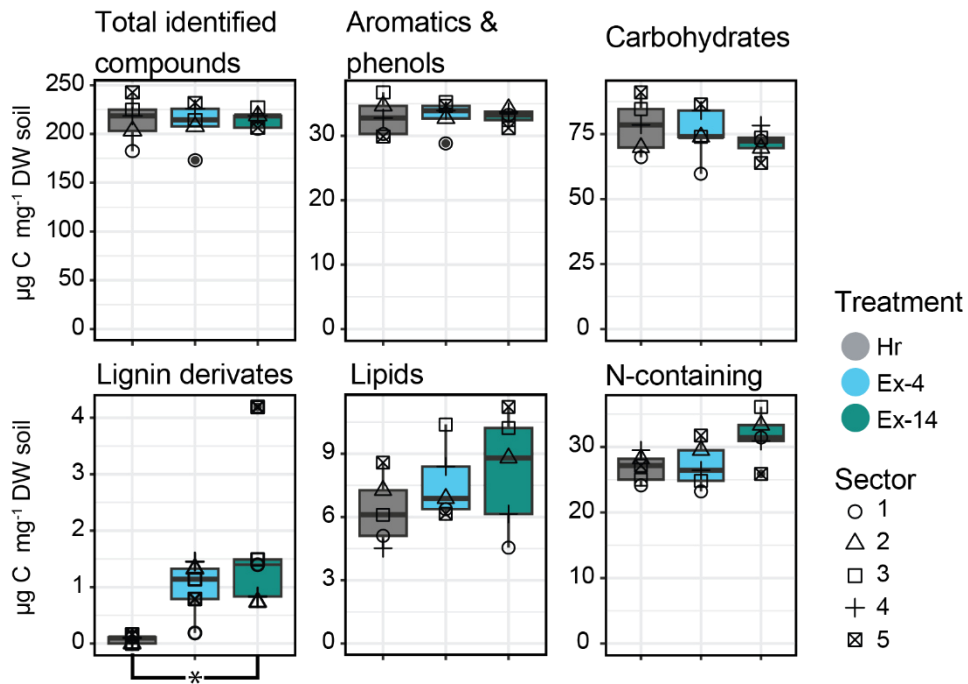 Total identified
compounds
Aromatics &
phenols
Carbohydrates
250
200
150
100
50
0
µg C mg-1 DW soil
30
20
10
0
75
50
25
0
Treatment
Hr
Ex-4
Ex-14
Lignin derivates
Lipids
N-containing
4
3
2
1
0
µg C mg-1 DW soil
9
6
3
0
30
20
10
0
*
Sector
1
2
3
4
5